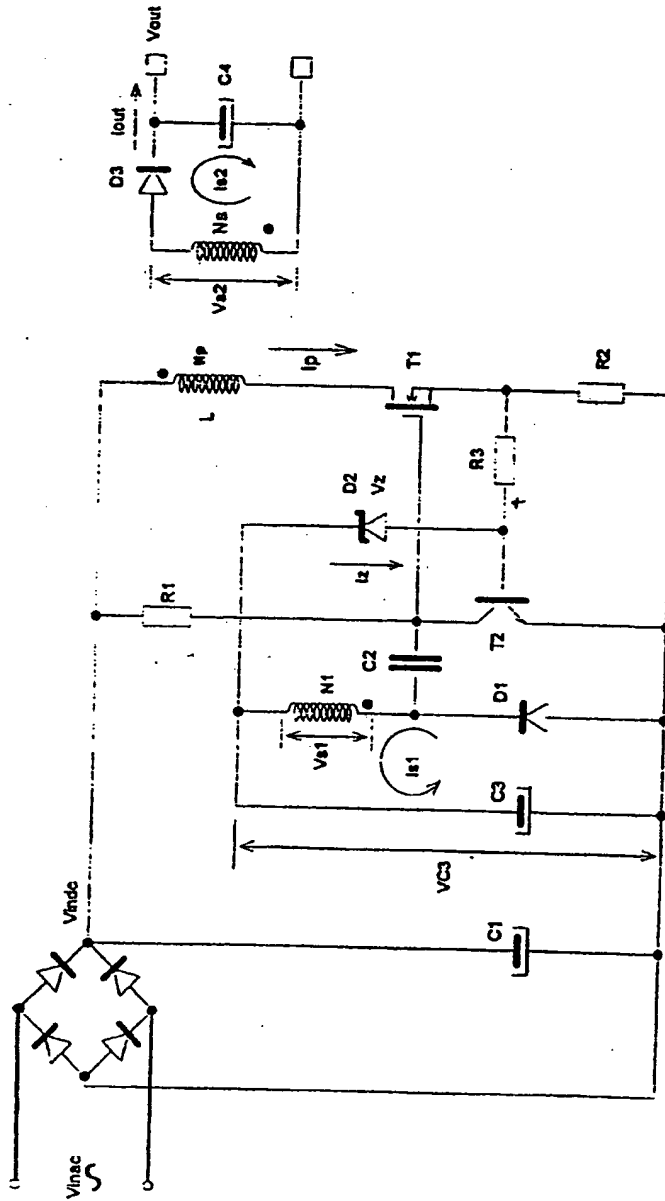 Vinac
Vindc
C1
VC3
C3
Is1
Vs1
N1
D1
C2
R1
T2
Iz
D2
Vz
R3
+
L
Np
Ip
T1
R2
Va2
Ns
Is2
D3
Iout
C4
Vout